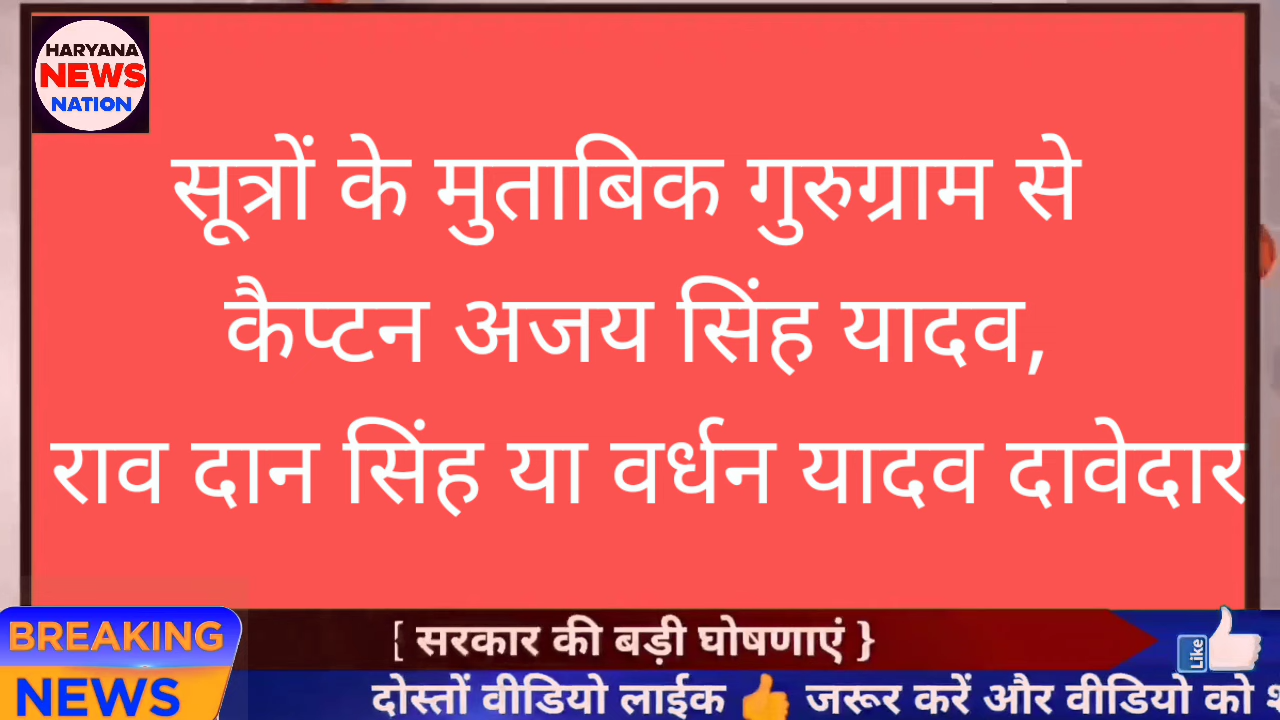 HARYANA
NEWS
NATION
सूत्रों के मुताबिक गुरुग्राम से
कैप्टन अजय सिंह यादव,
राव दान सिंह या वर्धन यादव दावेदार
BREAKING
NEWS
{ सरकार की बड़ी घोषणाएं }
Like
दोस्तों वीडियो लाईक 👍 जरूर करें और वीडियो को